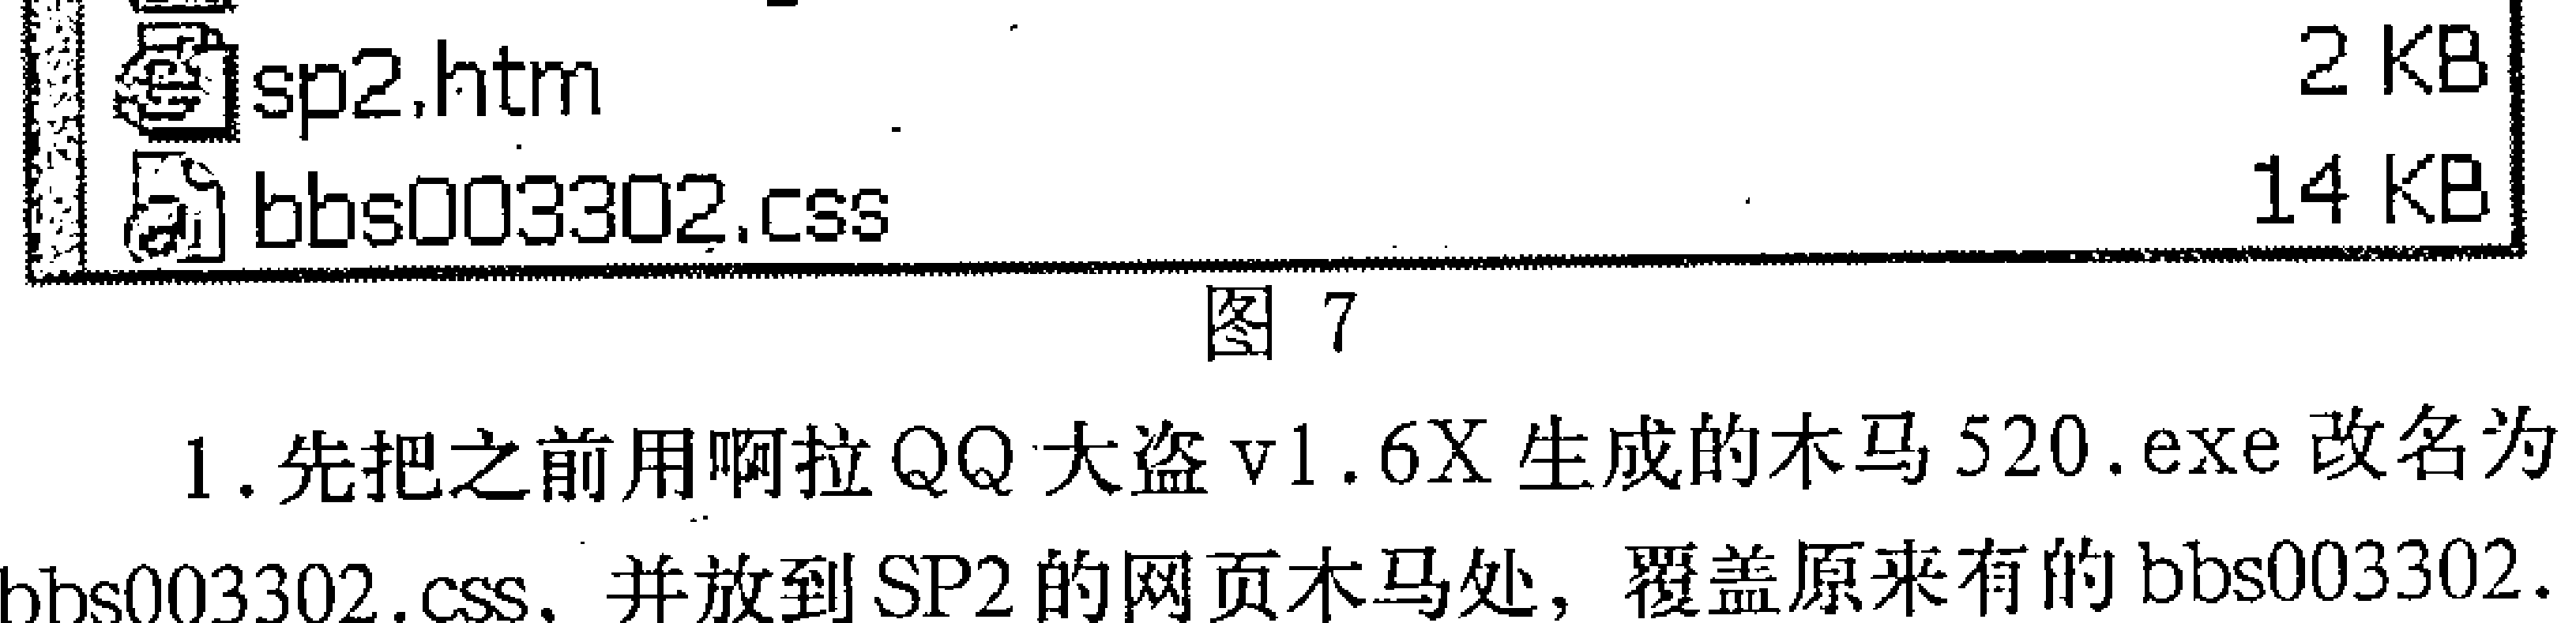 sp2.htm 2 KB
bbs003302.css 14 KB
图 7
1.先把之前用啊拉QQ大盗v1.6X生成的木马520.exe改名为
bbs003302.css，并放到SP2的网页木马处，覆盖原来有的bbs003302.